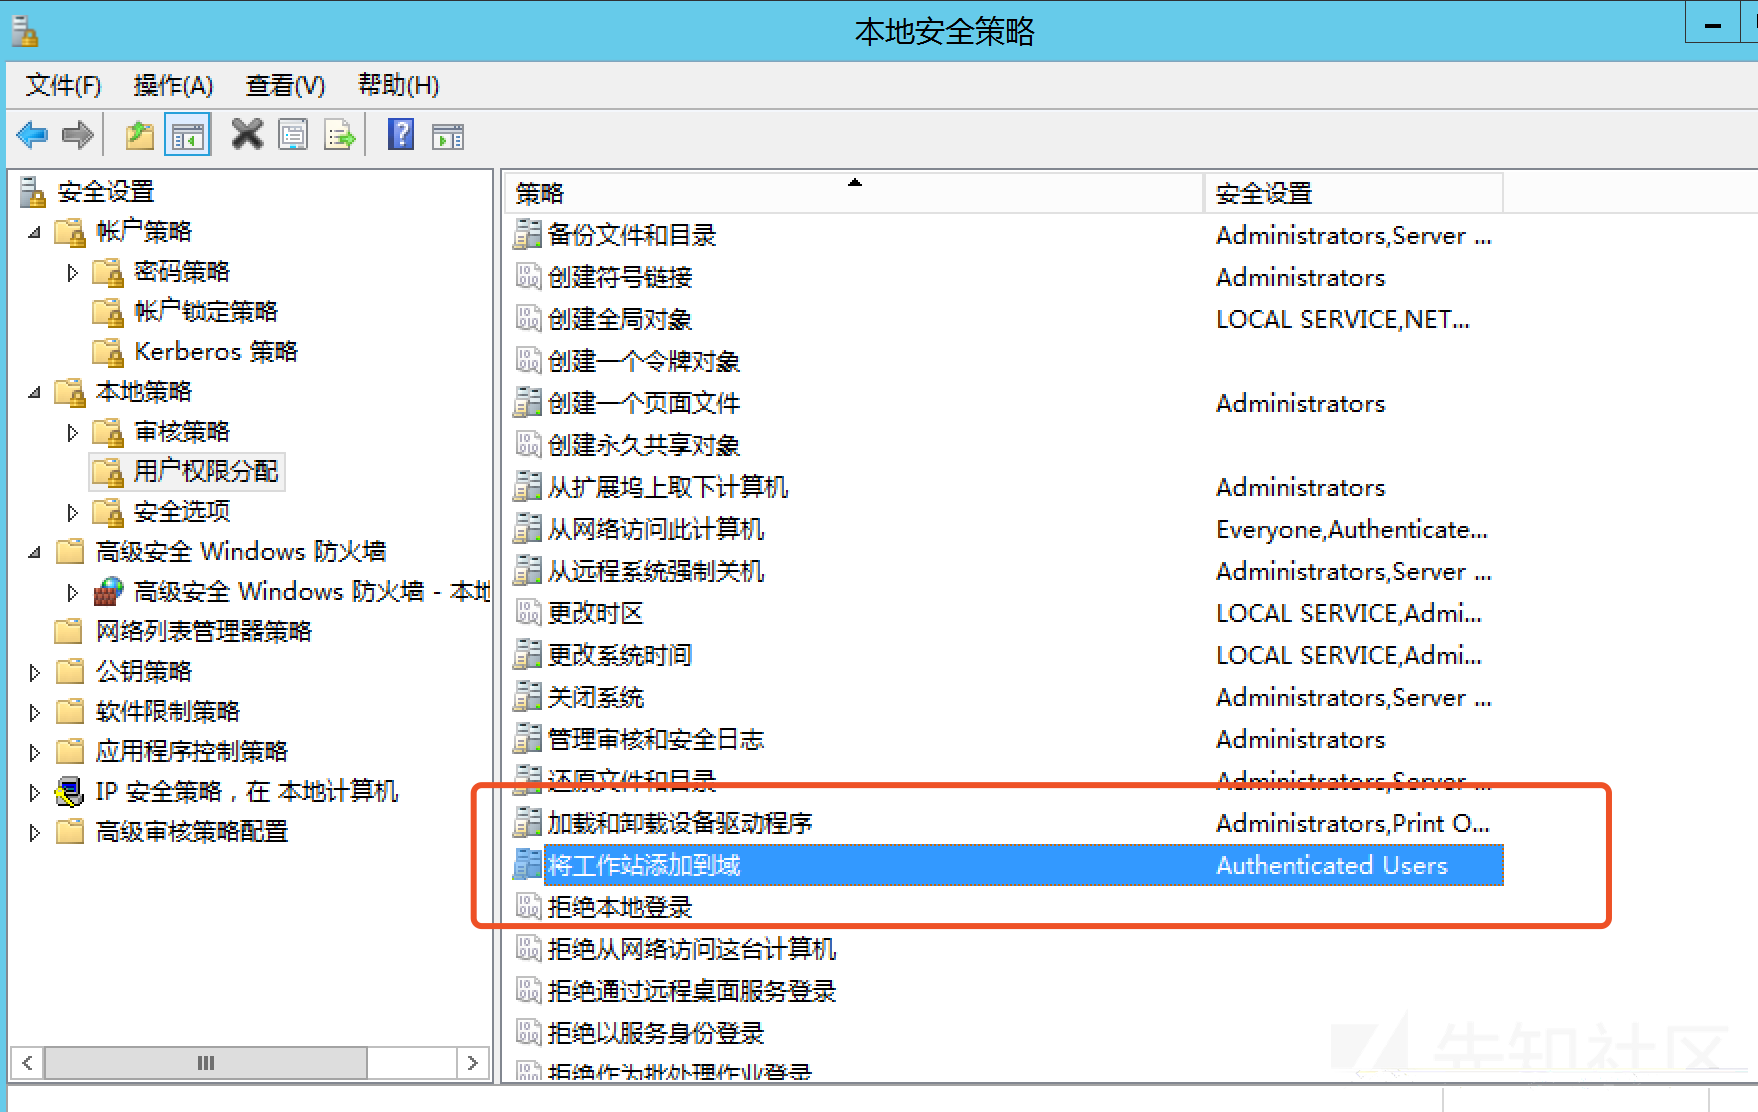 本地安全策略
文件(F) 操作(A) 查看(V) 帮助(H)
安全设置
帐户策略
密码策略
帐户锁定策略
Kerberos 策略
本地策略
审核策略
用户权限分配
安全选项
高级安全 Windows 防火墙
高级安全 Windows 防火墙 - 本地
网络列表管理器策略
公钥策略
软件限制策略
应用程序控制策略
IP 安全策略，在 本地计算机
高级审核策略配置
策略 安全设置
备份文件和目录 Administrators,Server ...
创建符号链接 Administrators
创建全局对象 LOCAL SERVICE,NET...
创建一个令牌对象
创建一个页面文件 Administrators
创建永久共享对象
从扩展坞上取下计算机 Administrators
从网络访问此计算机 Everyone,Authenticate...
从远程系统强制关机 Administrators,Server ...
更改时区 LOCAL SERVICE,Admi...
更改系统时间 LOCAL SERVICE,Admi...
关闭系统 Administrators,Server ...
管理审核和安全日志 Administrators
还原文件和目录 Administrators,Server ...
加载和卸载设备驱动程序 Administrators,Print O...
将工作站添加到域 Authenticated Users
拒绝本地登录
拒绝从网络访问这台计算机
拒绝通过远程桌面服务登录
拒绝以服务身份登录
拒绝作为批处理作业登录
先知社区